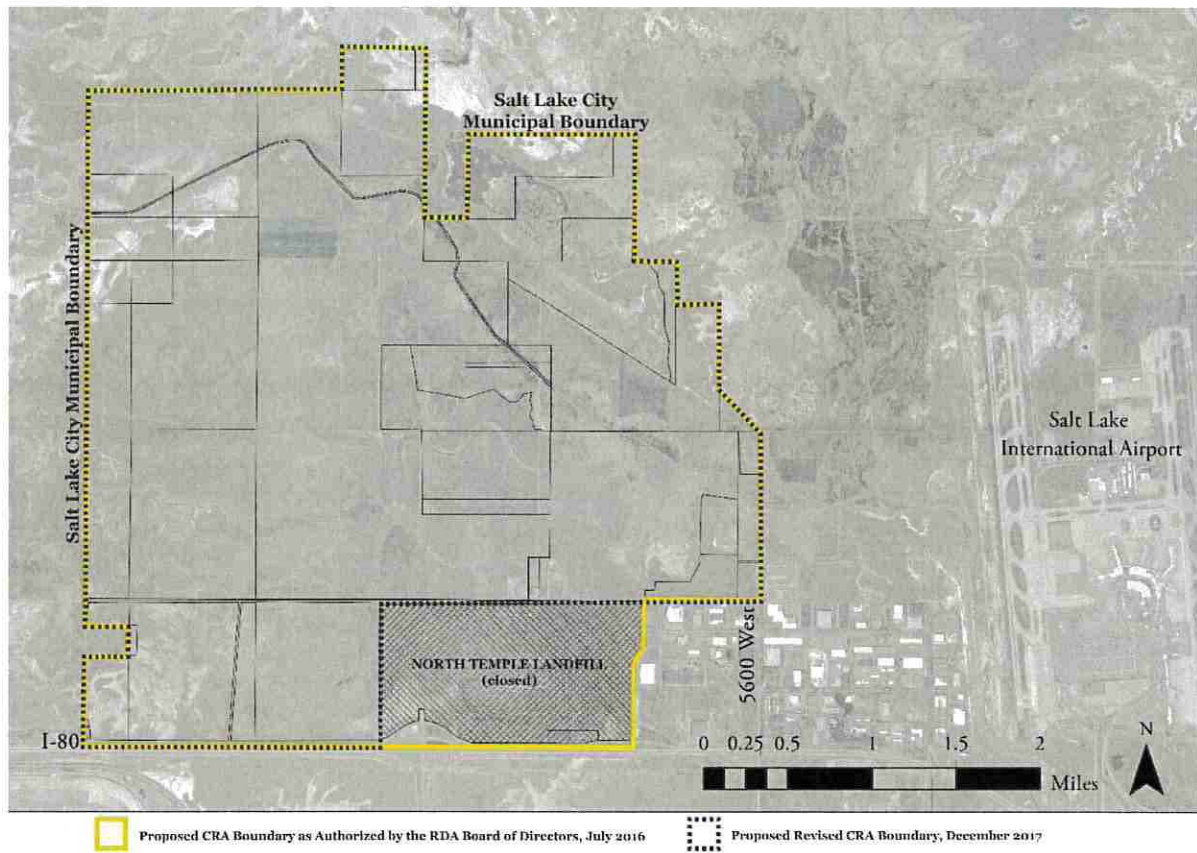 Salt Lake City
Municipal Boundary
Salt Lake City Municipal Boundary
Salt Lake
International Airport
NORTH TEMPLE LANDFILL
(closed)
5600 West
I-80
N
0 0.25 0.5 1 1.5 2
Miles
Proposed CRA Boundary as Authorized by the RDA Board of Directors, July 2016
Proposed Revised CRA Boundary, December 2017